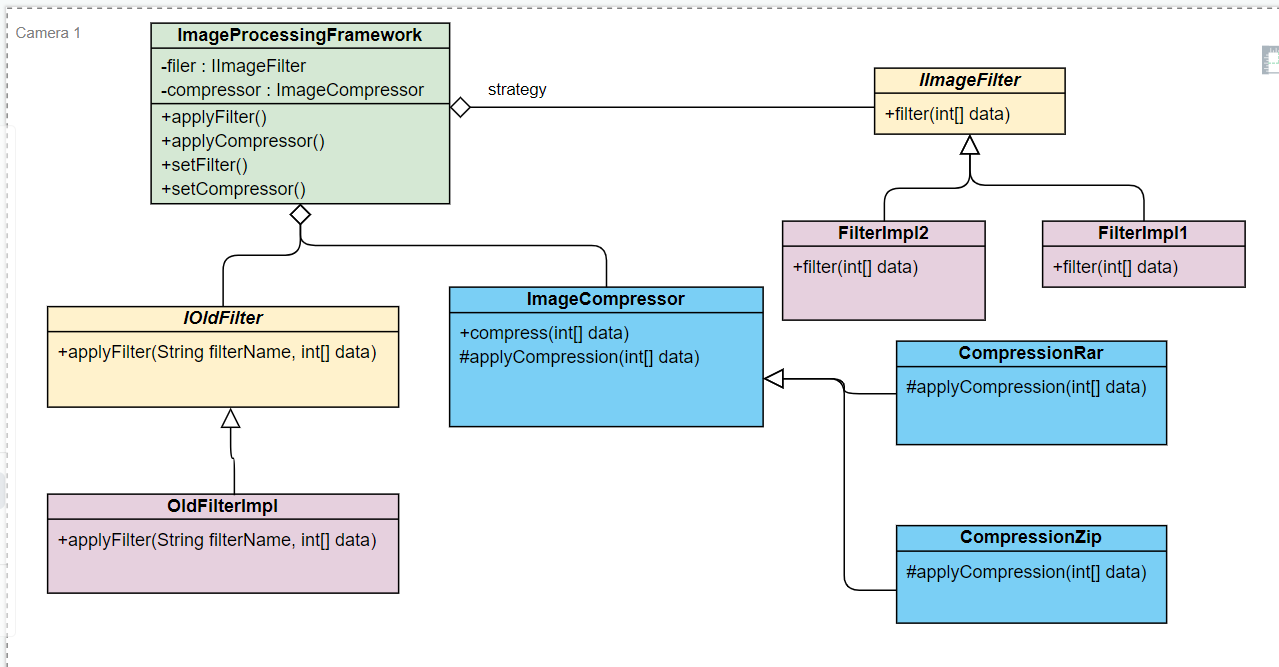 Camera 1
ImageProcessingFramework
-filer : IImageFilter
-compressor : ImageCompressor
+applyFilter()
+applyCompressor()
+setFilter()
+setCompressor()
strategy
IImageFilter
+filter(int[] data)
FilterImpl2
+filter(int[] data)
FilterImpl1
+filter(int[] data)
IOldFilter
+applyFilter(String filterName, int[] data)
ImageCompressor
+compress(int[] data)
#applyCompression(int[] data)
CompressionRar
#applyCompression(int[] data)
OldFilterImpl
+applyFilter(String filterName, int[] data)
CompressionZip
#applyCompression(int[] data)